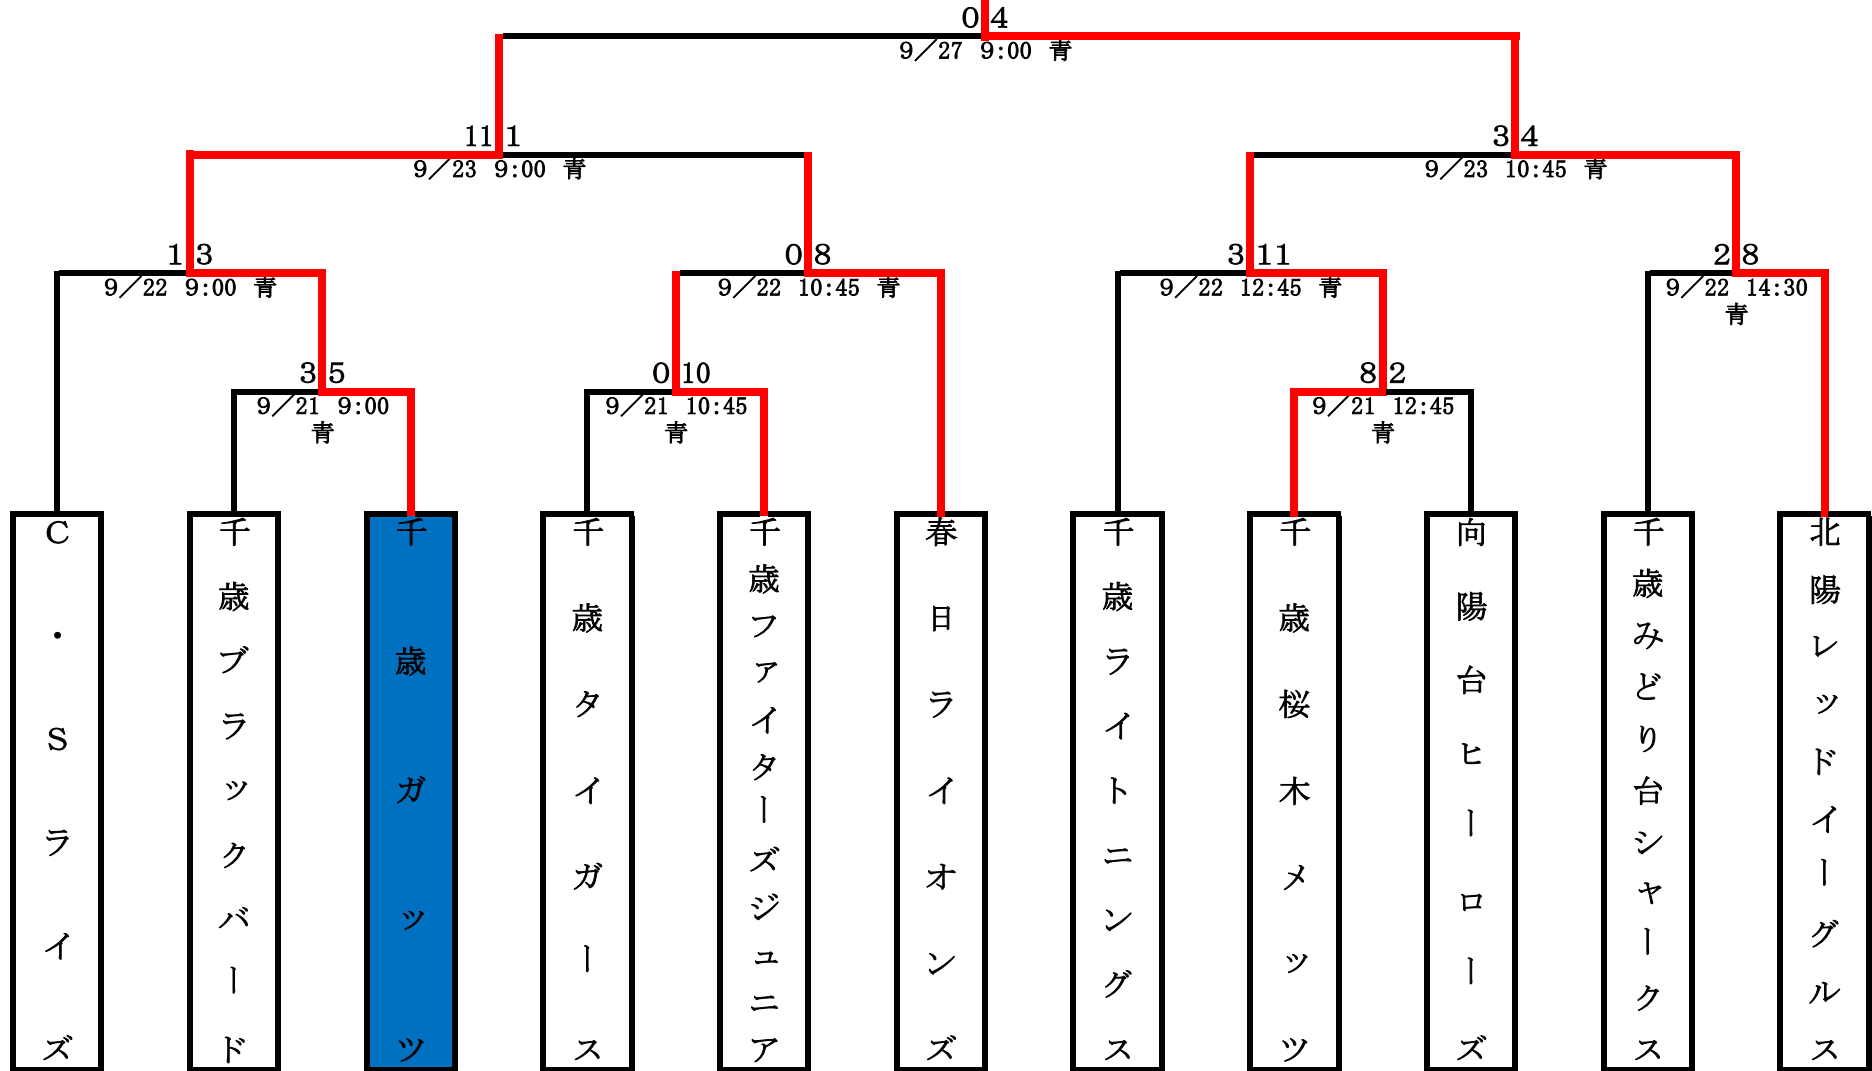 0 4
9／27 9:00 青
11 1
9／23 9:00 青
3 4
9／23 10:45 青
1 3
9／22 9:00 青
0 8
9／22 10:45 青
3 11
9／22 12:45 青
2 8
9／22 14:30
青
3 5
9／21 9:00
青
0 10
9／21 10:45
青
8 2
9／21 12:45
青
C・Sライズ
千歳ブラックバード
千歳ガッツ
千歳タイガース
千歳ファイターズジュニア
春日ライオンズ
千歳ライトニングス
千歳桜木メッツ
向陽台ヒーローズ
千歳みどり台シャークス
北陽レッドイーグルス